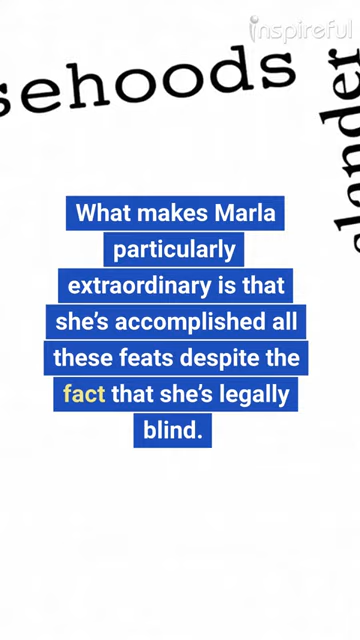 inspireful
sehoods
lander
What makes Marla
particularly
extraordinary is that
she's accomplished all
these feats despite the
fact that she's legally
blind.